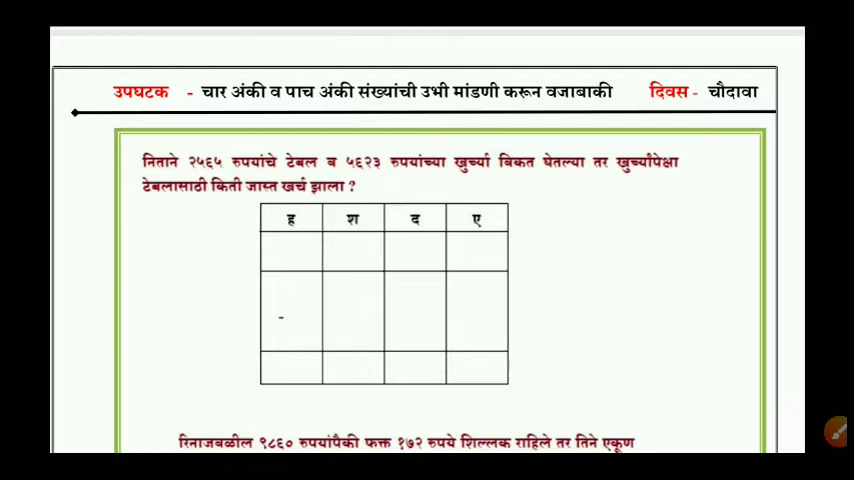 उपघटक - चार अंकी व पाच अंकी संख्यांची उभी मांडणी करून वजाबाकी दिवस - चौदावा
निताने २५६५ रुपयांचे टेबल व ५६२३ रुपयांच्या खुर्च्या विकत घेतल्या तर खुर्च्यांपेक्षा
टेबलासाठी किती जास्त खर्च झाला ?
ह श द ए
-
रिनाजवळील ९८६० रुपयांपैकी फक्त १७२ रुपये शिल्लक राहिले तर तिने एकूण